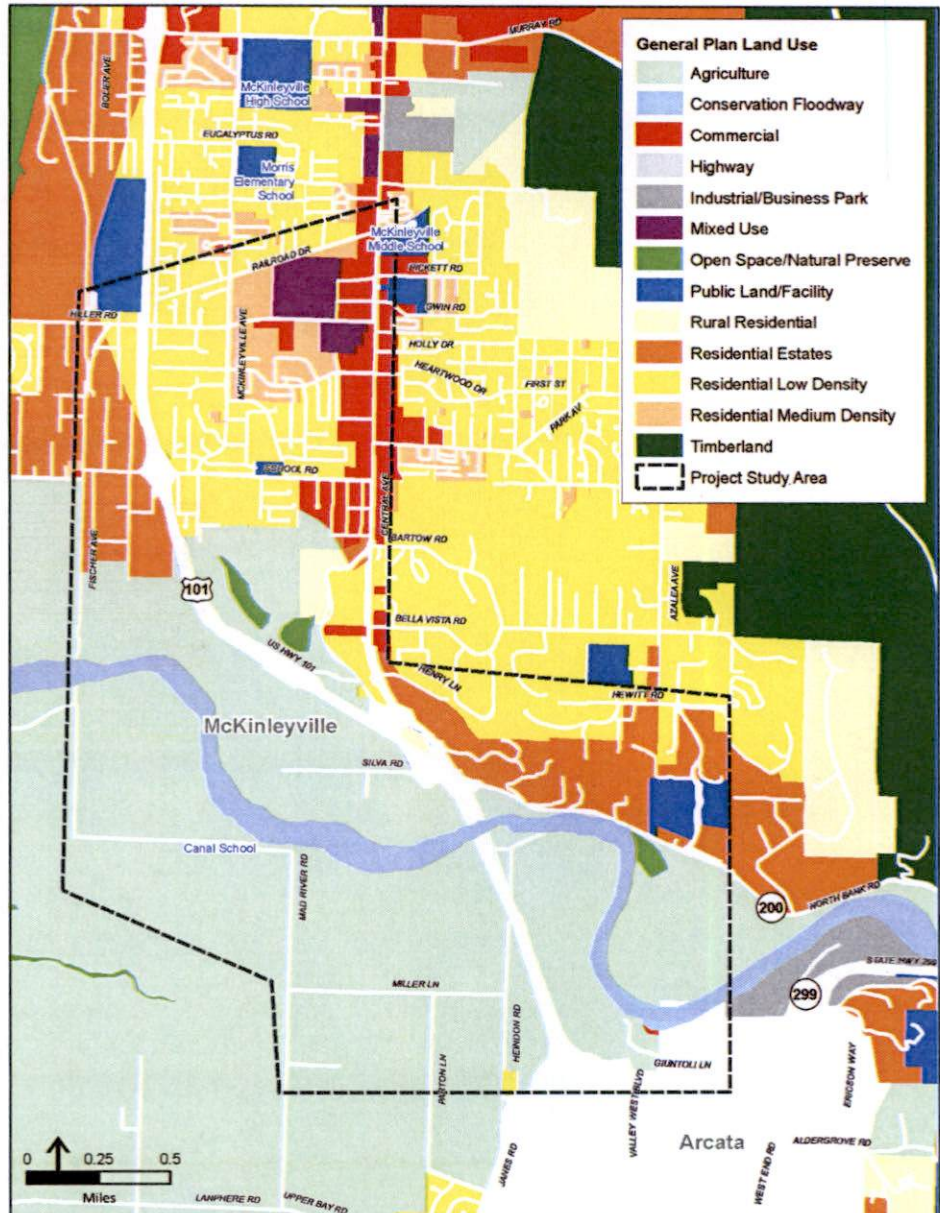 General Plan Land Use
Agriculture
Conservation Floodway
Commercial
Highway
Industrial/Business Park
Mixed Use
Open Space/Natural Preserve
Public Land/Facility
Rural Residential
Residential Estates
Residential Low Density
Residential Medium Density
Timberland
Project Study Area
MURRAY RD
McKinleyville
High School
EUCALYPTUS RD
Morris
Elementary
School
McKinleyville
Middle School
RAILROAD DR
PICKETT RD
GWIN RD
HILLER RD
MCKINLEYVILLE AVE
HOLLY DR
HEARTWOOD DR
FIRST ST
PARK AV
SCHOOL RD
CENTRAL AVE
BARTOW RD
FISCHER AVE
101
AZALEA AVE
BELLA VISTA RD
US HWY 101
HENRY LN
HEWITT RD
McKinleyville
SILVA RD
Canal School
MAD RIVER RD
200
NORTH BANK RD
STATE HWY 299
299
MILLER LN
HEINDON RD
GIUNTOLI LN
VALLEY WEST BLVD
ERICSON WAY
Arcata
ALDERGROVE RD
JANES RD
WEST END RD
0 0.25 0.5
Miles
LANPHERE RD
UPPER BAY RD